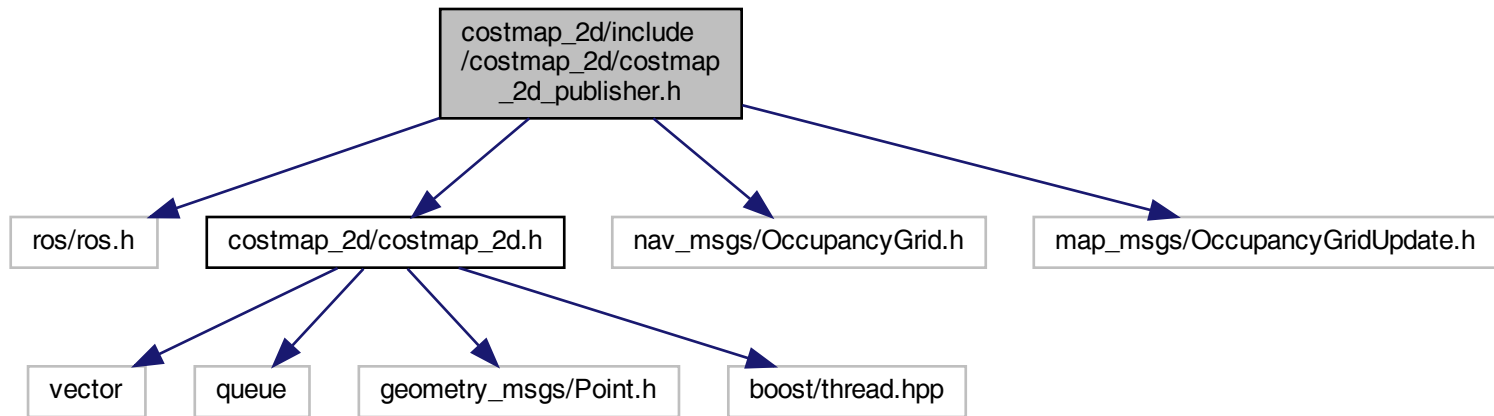 costmap_2d/include
/costmap_2d/costmap
_2d_publisher.h
ros/ros.h
costmap_2d/costmap_2d.h
nav_msgs/OccupancyGrid.h
map_msgs/OccupancyGridUpdate.h
vector
queue
geometry_msgs/Point.h
boost/thread.hpp